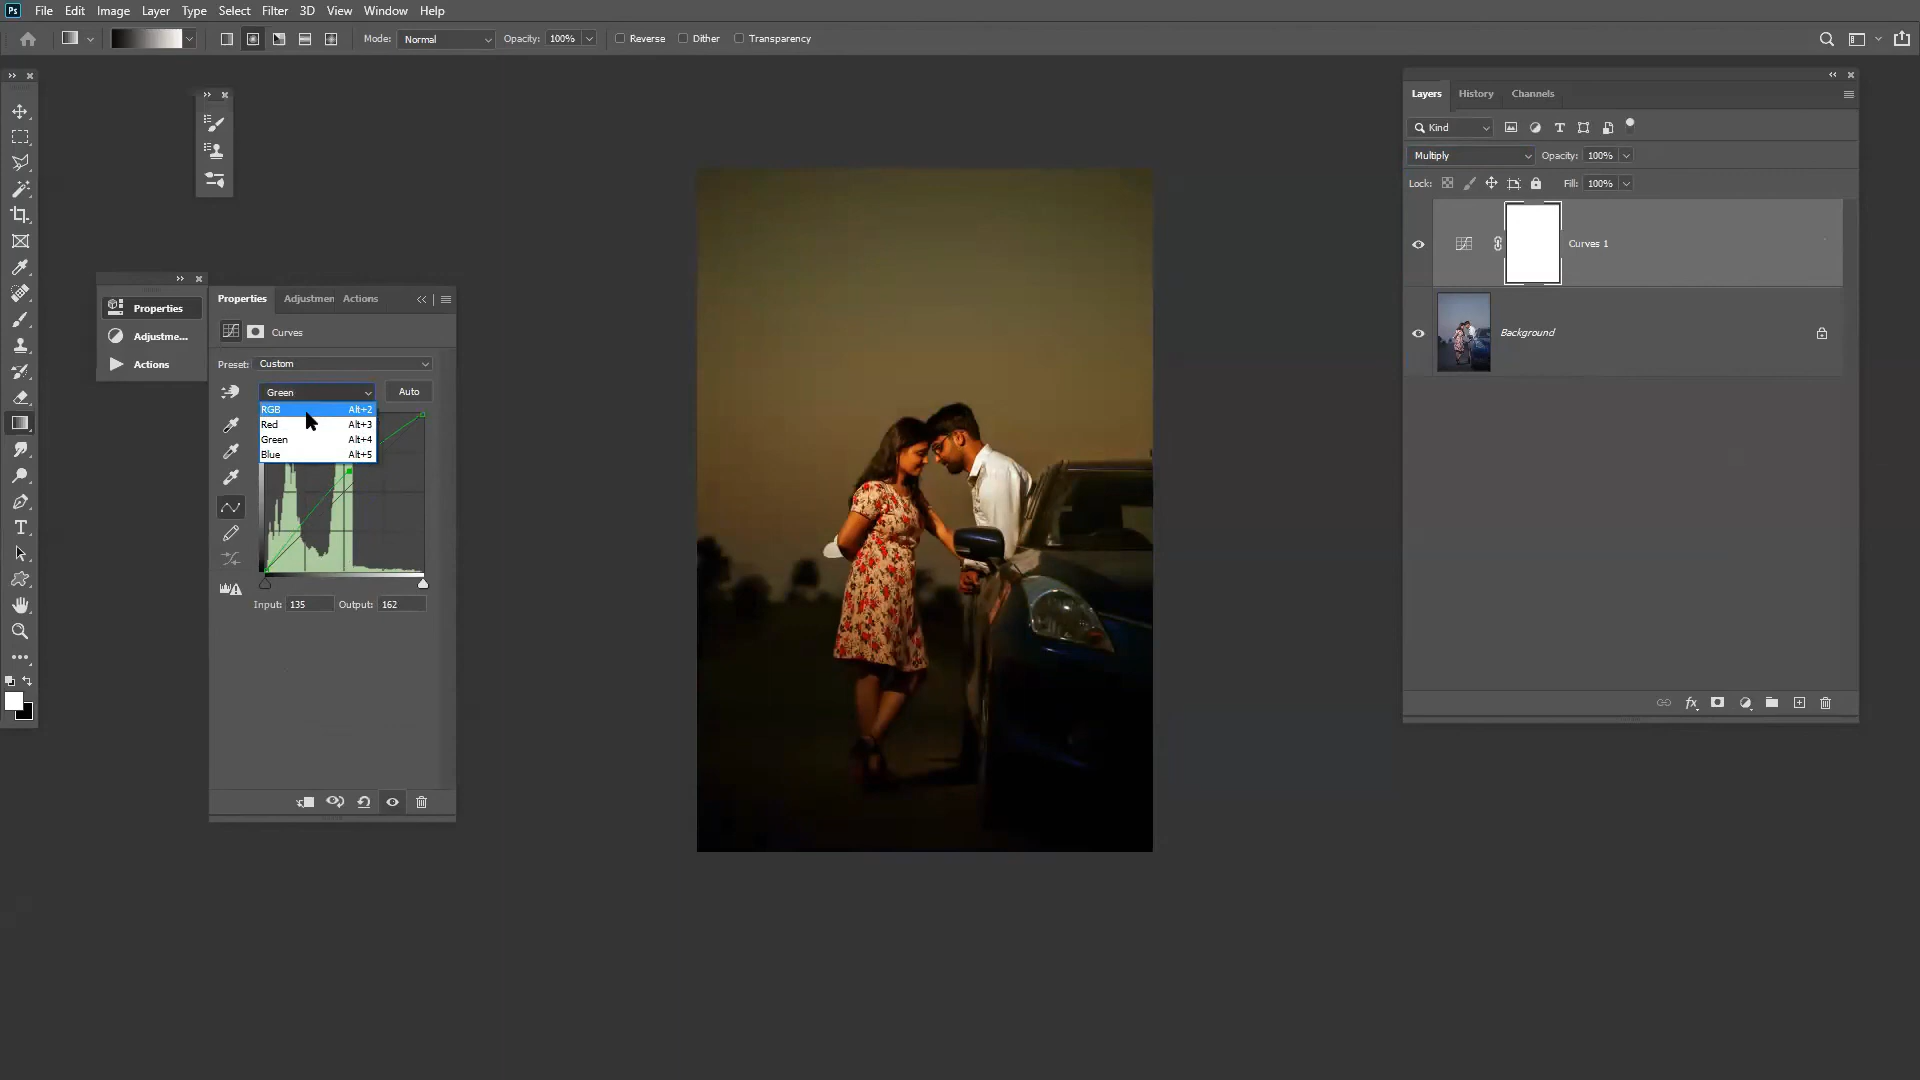 Ps File Edit Image Layer Type Select Filter 3D View Window Help
Mode: Normal Opacity: 100% Reverse Dither Transparency
Layers History Channels
Kind
Multiply Opacity: 100%
Lock: Fill: 100%
Curves 1
Background
Properties
Adjustme...
Actions
Properties Adjustmen Actions
Curves
Preset: Custom
Green Auto
RGB Alt+2
Red Alt+3
Green Alt+4
Blue Alt+5
Input: 135 Output: 162
fx